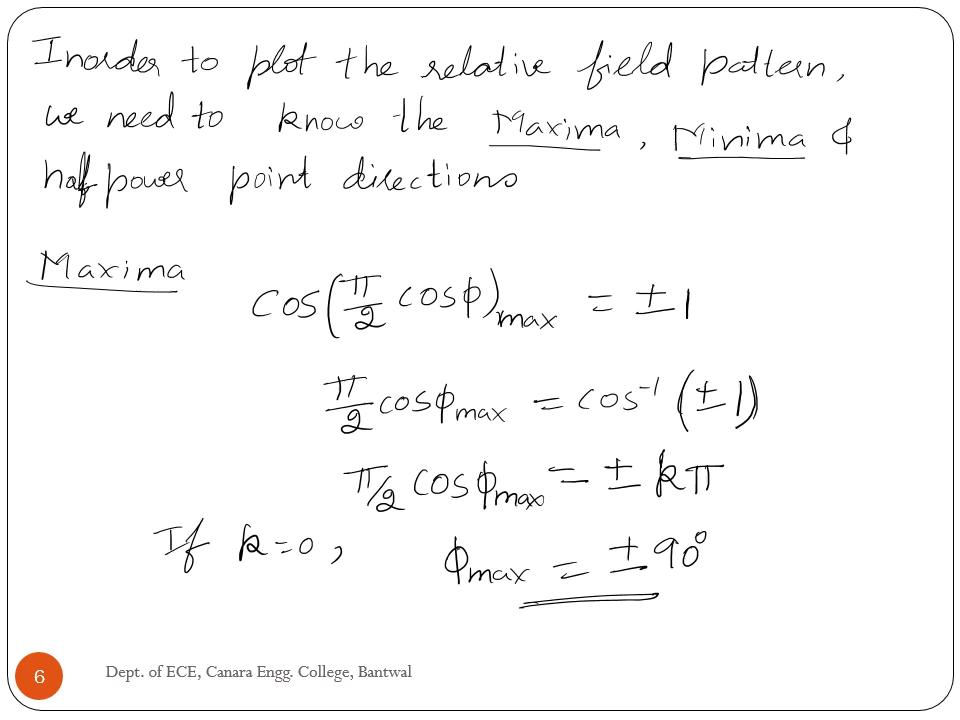 Inorder to plot the relative field pattern,
we need to know the Maxima, Minima &
half power point directions
Maxima
cos(π/2 cosφ)max = ±1
π/2 cosφmax = cos⁻¹ (±1)
π/2 cosφmax = ± kπ
If k=0, φmax = ±90°
6 Dept. of ECE, Canara Engg. College, Bantwal